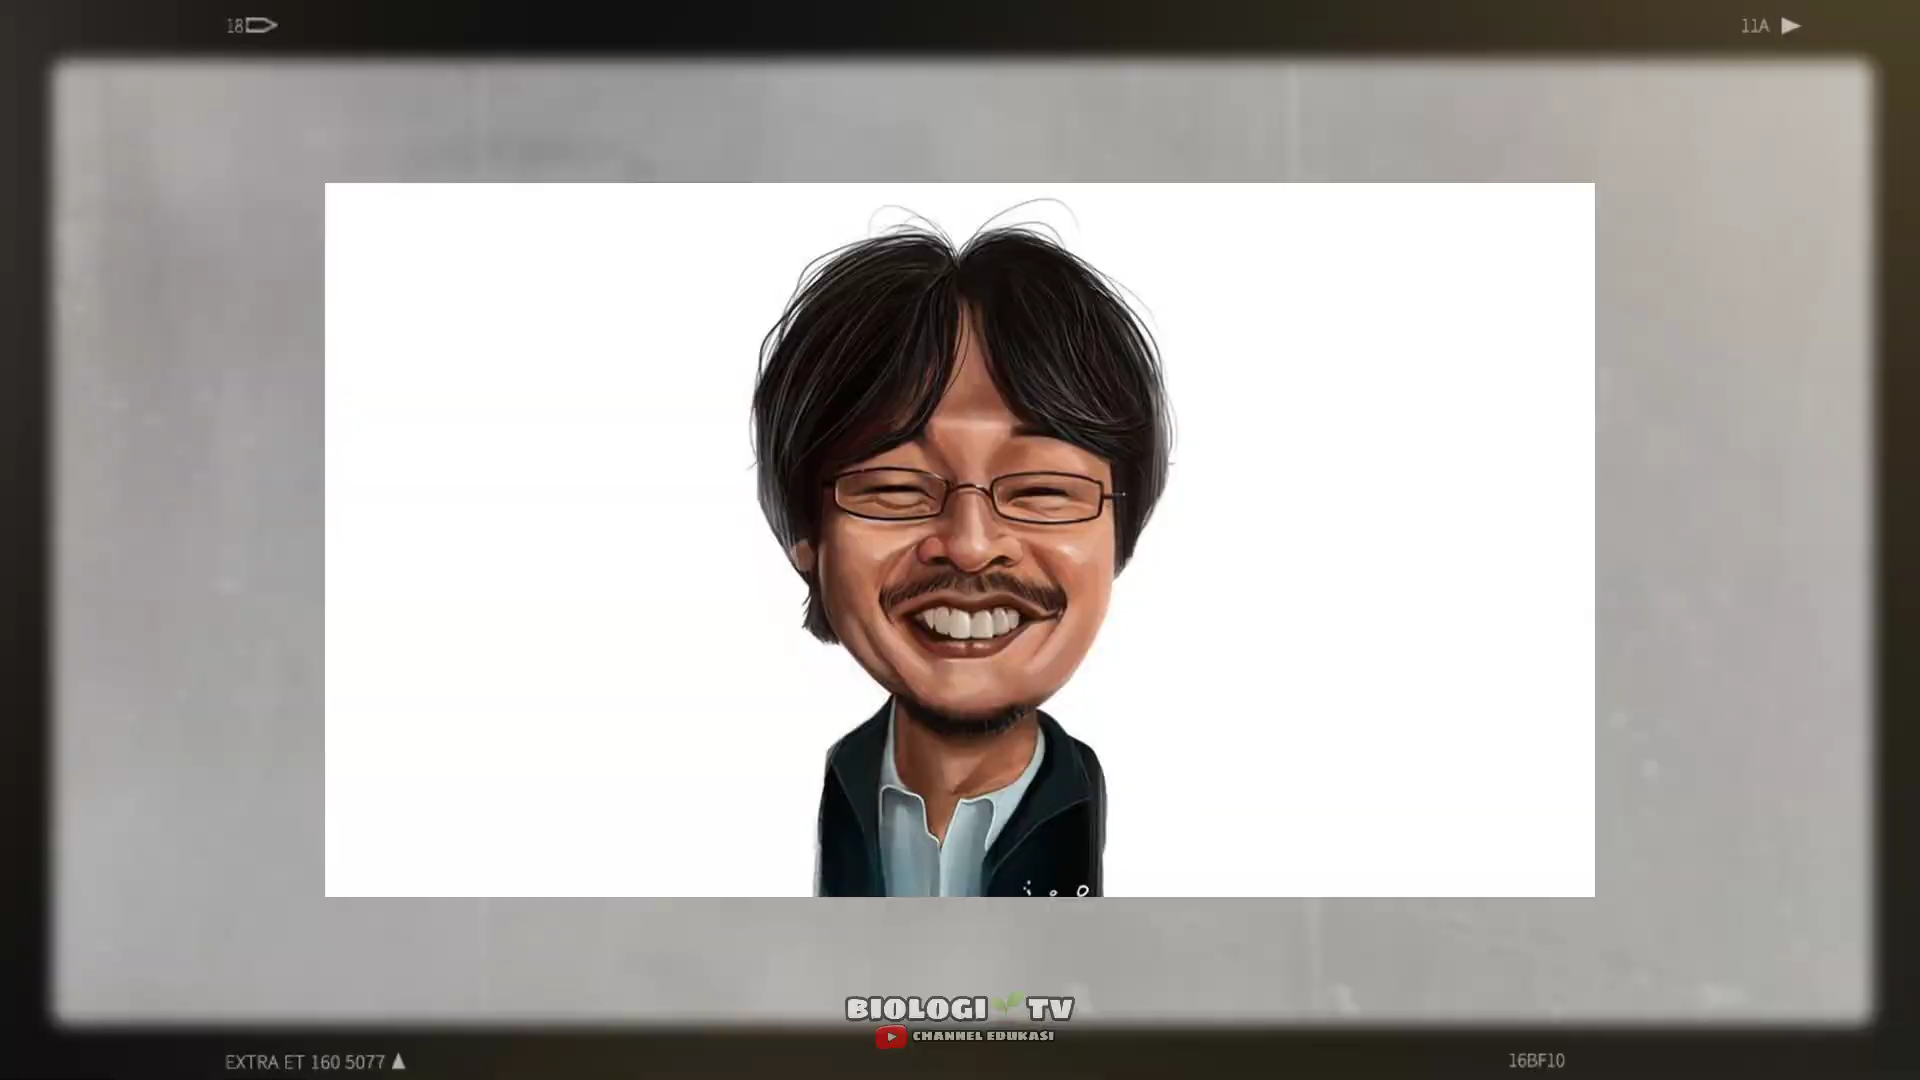 18
11A
BIOLOGI TV
CHANNEL EDUKASI
EXTRA ET 160 5077
16BF10